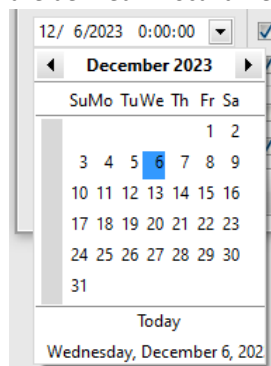 12/ 6/2023 0:00:00
December 2023
SuMo TuWe Th Fr Sa
1 2
3 4 5 6 7 8 9
10 11 12 13 14 15 16
17 18 19 20 21 22 23
24 25 26 27 28 29 30
31
Today
Wednesday, December 6, 202